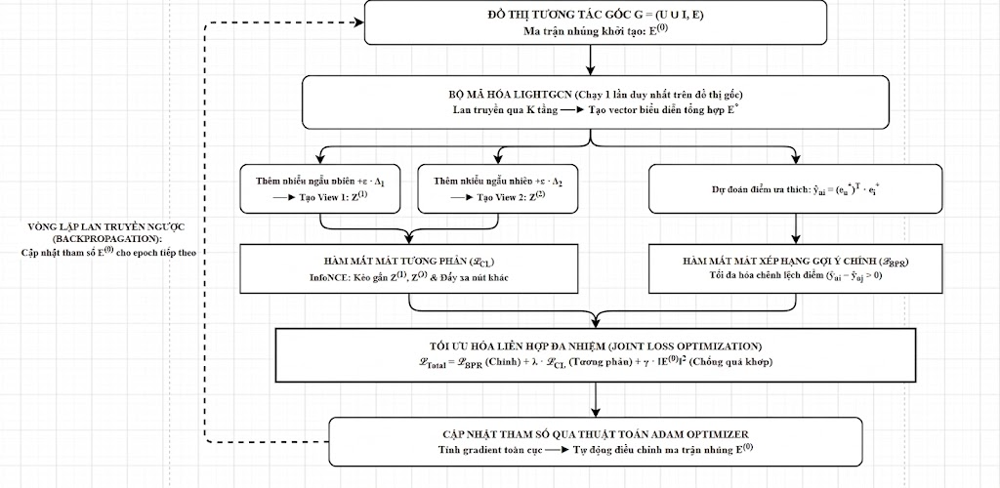 ĐỒ THỊ TƯƠNG TÁC GỐC G = (U ∪ I, E)
Ma trận nhúng khởi tạo: E⁽⁰⁾
BỘ MÃ HÓA LIGHTGCN (Chạy 1 lần duy nhất trên đồ thị gốc)
Lan truyền qua K tầng → Tạo vector biểu diễn tổng hợp E*
Thêm nhiễu ngẫu nhiên +ε · Δ₁
→ Tạo View 1: Z⁽¹⁾
Thêm nhiễu ngẫu nhiên +ε · Δ₂
→ Tạo View 2: Z⁽²⁾
Dự đoán điểm ưa thích: ŷᵤᵢ = (eᵤ*)ᵀ · eᵢ*
VÒNG LẶP LAN TRUYỀN NGƯỢC
(BACKPROPAGATION):
Cập nhật tham số E⁽⁰⁾ cho epoch tiếp theo
HÀM MẤT MÁT TƯƠNG PHẢN (ℒCL)
InfoNCE: Kéo gần Z⁽¹⁾, Z⁽²⁾ & Đẩy xa nút khác
HÀM MẤT MÁT XẾP HẠNG GỢI Ý CHÍNH (ℒBPR)
Tối đa hóa chênh lệch điểm (ŷᵤᵢ − ŷᵤⱼ > 0)
TỐI ƯU HÓA LIÊN HỢP ĐA NHIỆM (JOINT LOSS OPTIMIZATION)
ℒTotal = ℒBPR (Chính) + λ · ℒCL (Tương phản) + γ · ‖E⁽⁰⁾‖² (Chống quá khớp)
CẬP NHẬT THAM SỐ QUA THUẬT TOÁN ADAM OPTIMIZER
Tính gradient toàn cục → Tự động điều chỉnh ma trận nhúng E⁽⁰⁾